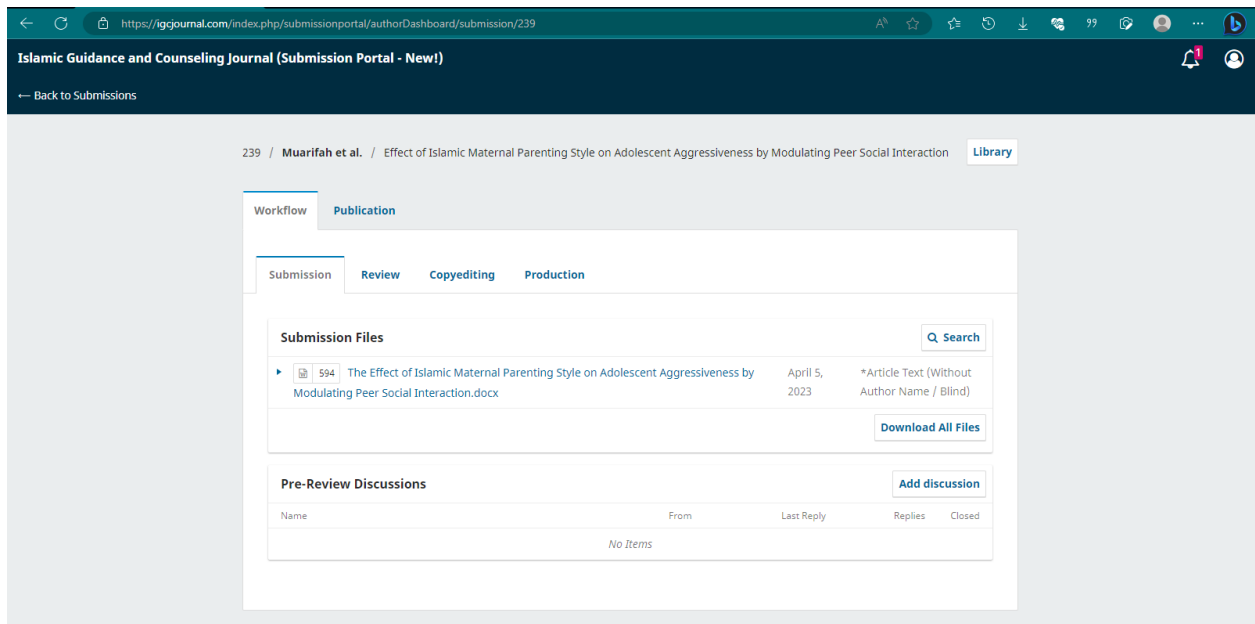 https://igcjournal.com/index.php/submissionportal/authorDashboard/submission/239
Islamic Guidance and Counseling Journal (Submission Portal - New!)
1
← Back to Submissions
239 / Muarifah et al. / Effect of Islamic Maternal Parenting Style on Adolescent Aggressiveness by Modulating Peer Social Interaction Library
Workflow Publication
Submission Review Copyediting Production
Submission Files Search
594 The Effect of Islamic Maternal Parenting Style on Adolescent Aggressiveness by April 5, *Article Text (Without
Modulating Peer Social Interaction.docx 2023 Author Name / Blind)
Download All Files
Pre-Review Discussions Add discussion
Name From Last Reply Replies Closed
No Items